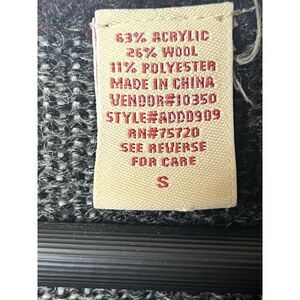 63% ACRYLIC
26% WOOL
11% POLYESTER
MADE IN CHINA
VENDOR#10350
STYLE#ADD0909
RN#75720
SEE REVERSE
FOR CARE
S